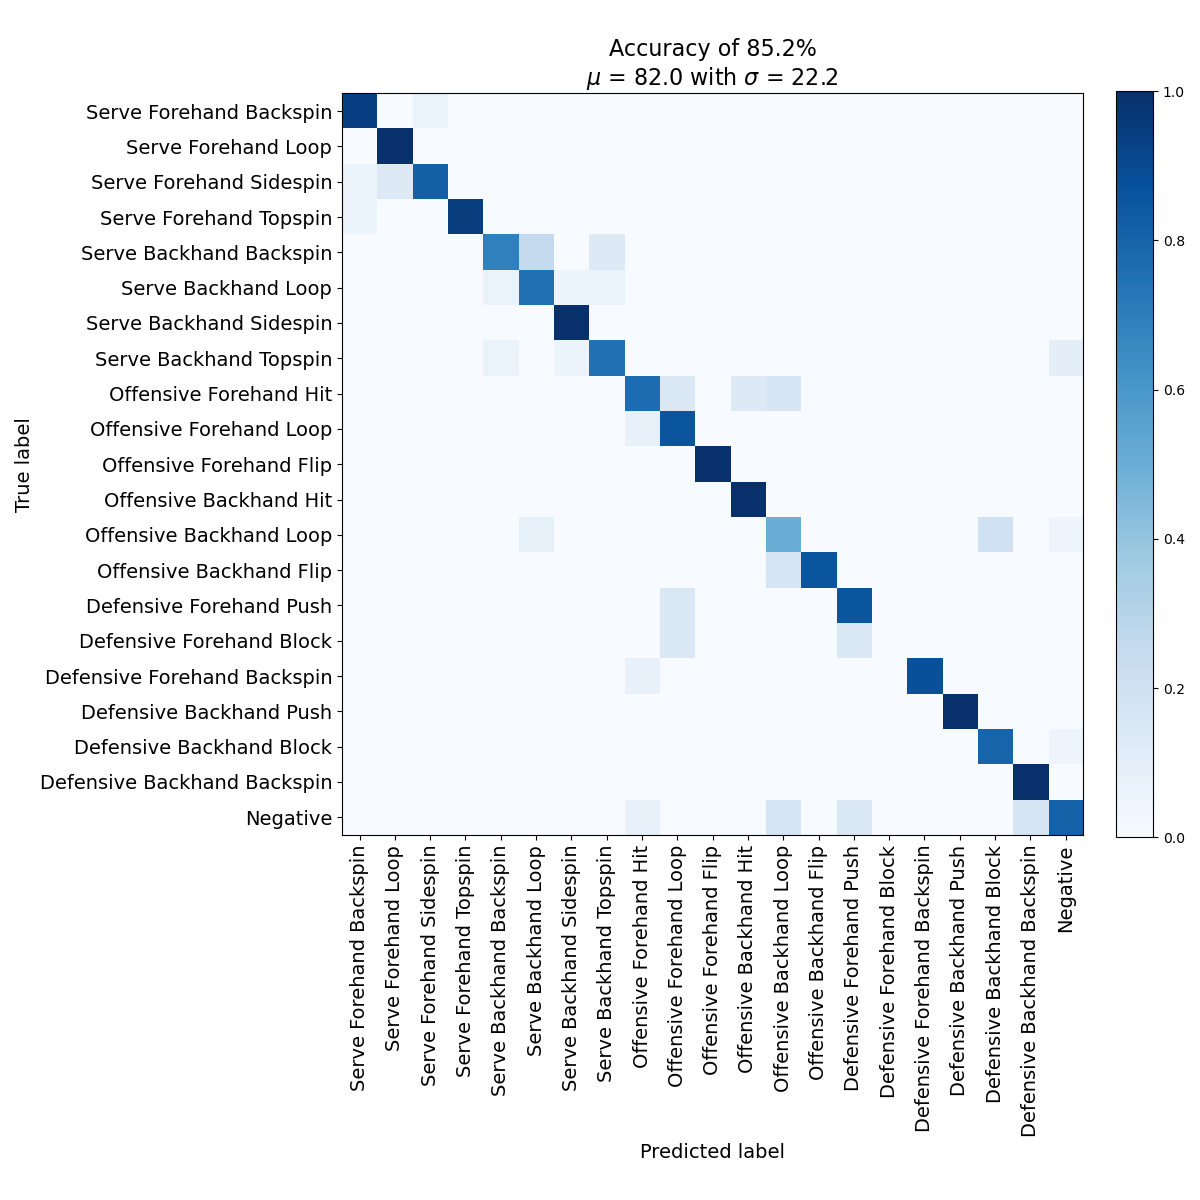 Accuracy of 85.2%
μ = 82.0 with σ = 22.2
True label
Serve Forehand Backspin
Serve Forehand Loop
Serve Forehand Sidespin
Serve Forehand Topspin
Serve Backhand Backspin
Serve Backhand Loop
Serve Backhand Sidespin
Serve Backhand Topspin
Offensive Forehand Hit
Offensive Forehand Loop
Offensive Forehand Flip
Offensive Backhand Hit
Offensive Backhand Loop
Offensive Backhand Flip
Defensive Forehand Push
Defensive Forehand Block
Defensive Forehand Backspin
Defensive Backhand Push
Defensive Backhand Block
Defensive Backhand Backspin
Negative
Serve Forehand Backspin
Serve Forehand Loop
Serve Forehand Sidespin
Serve Forehand Topspin
Serve Backhand Backspin
Serve Backhand Loop
Serve Backhand Sidespin
Serve Backhand Topspin
Offensive Forehand Hit
Offensive Forehand Loop
Offensive Forehand Flip
Offensive Backhand Hit
Offensive Backhand Loop
Offensive Backhand Flip
Defensive Forehand Push
Defensive Forehand Block
Defensive Forehand Backspin
Defensive Backhand Push
Defensive Backhand Block
Defensive Backhand Backspin
Negative
Predicted label
1.0
0.8
0.6
0.4
0.2
0.0